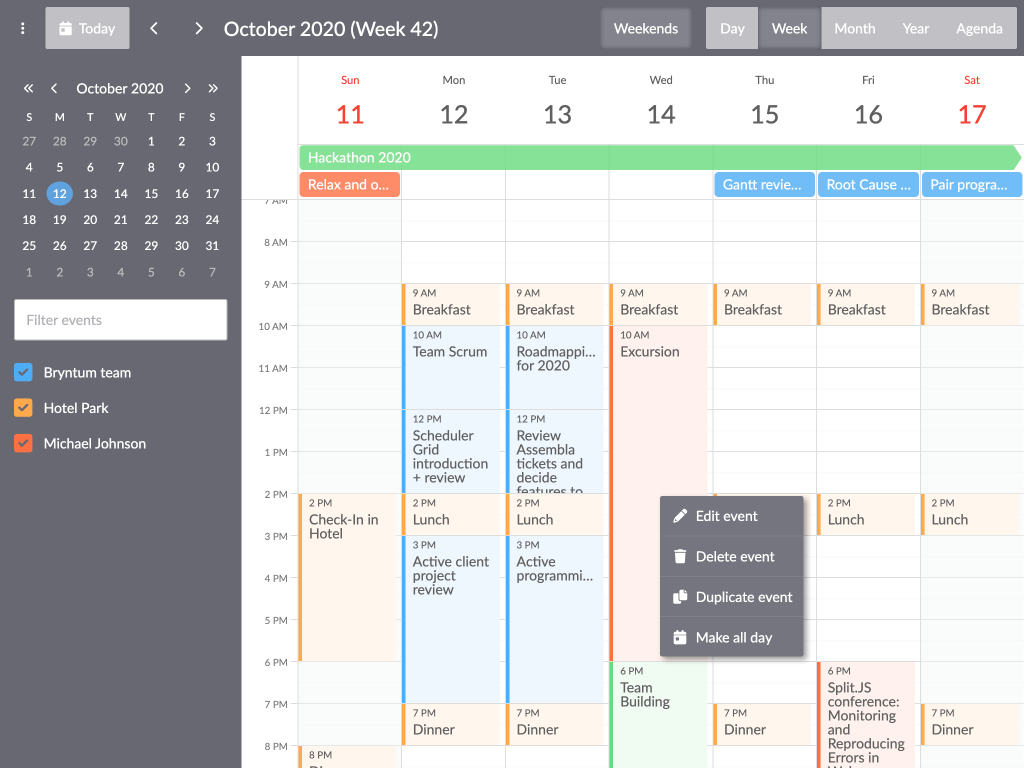 Today
October 2020 (Week 42)
Weekends
Day
Week
Month
Year
Agenda
October 2020
S M T W T F S
27 28 29 30 1 2 3
4 5 6 7 8 9 10
11 12 13 14 15 16 17
18 19 20 21 22 23 24
25 26 27 28 29 30 31
1 2 3 4 5 6 7
Filter events
Bryntum team
Hotel Park
Michael Johnson
Sun Mon Tue Wed Thu Fri Sat
11 12 13 14 15 16 17
Hackathon 2020
Relax and o...
Gantt revie...
Root Cause ...
Pair progra...
7 AM
8 AM
9 AM
10 AM
11 AM
12 PM
1 PM
2 PM
3 PM
4 PM
5 PM
6 PM
7 PM
8 PM
2 PM
Check-In in
Hotel
8 PM
9 AM
Breakfast
10 AM
Team Scrum
12 PM
Scheduler
Grid
introduction
+ review
2 PM
Lunch
3 PM
Active client
project
review
7 PM
Dinner
9 AM
Breakfast
10 AM
Roadmappi...
for 2020
12 PM
Review
Assembla
tickets and
decide
features to
2 PM
Lunch
3 PM
Active
programmi...
7 PM
Dinner
9 AM
Breakfast
10 AM
Excursion
6 PM
Team
Building
9 AM
Breakfast
7 PM
Dinner
Edit event
Delete event
Duplicate event
Make all day
9 AM
Breakfast
2 PM
Lunch
6 PM
Split.JS
conference:
Monitoring
and
Reproducing
Errors in
9 AM
Breakfast
2 PM
Lunch
7 PM
Dinner